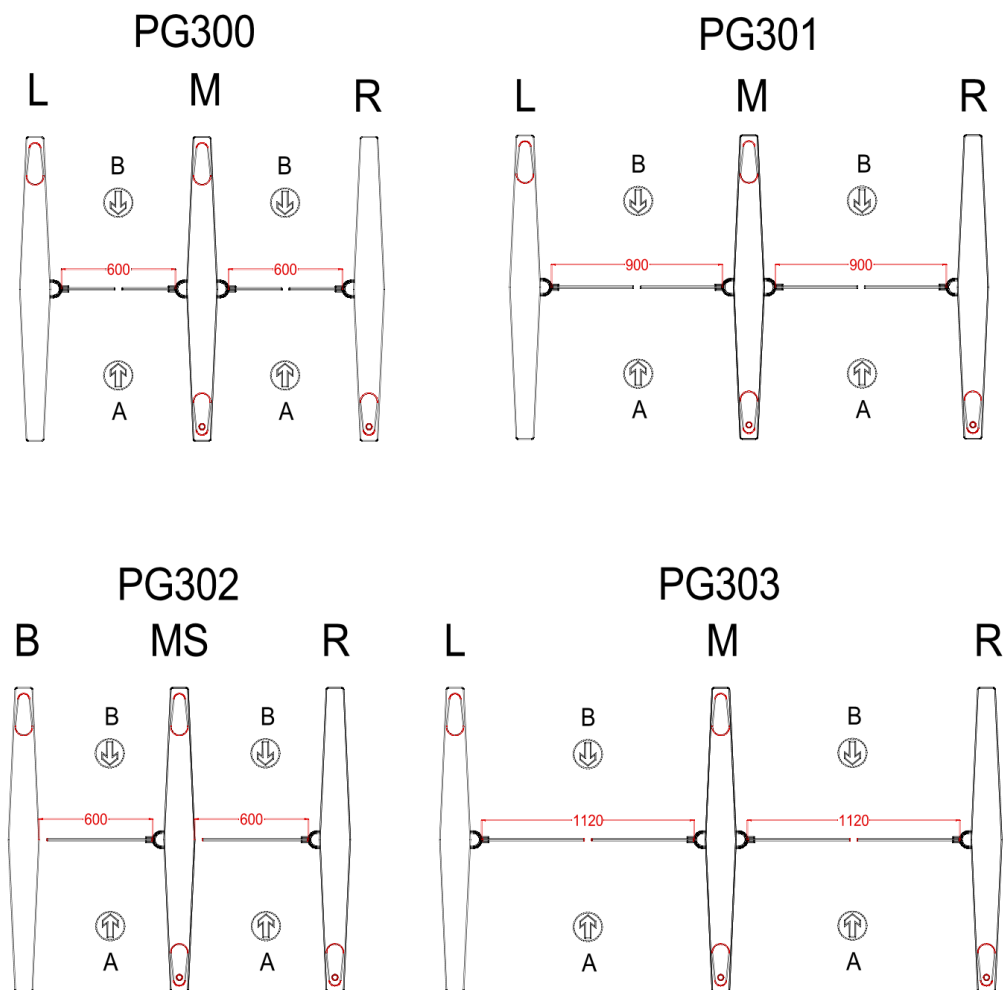 PG300
L M R
B B
600 600
A A
PG301
L M R
B B
900 900
A A
PG302
B MS R
B B
600 600
A A
PG303
L M R
B B
1120 1120
A A